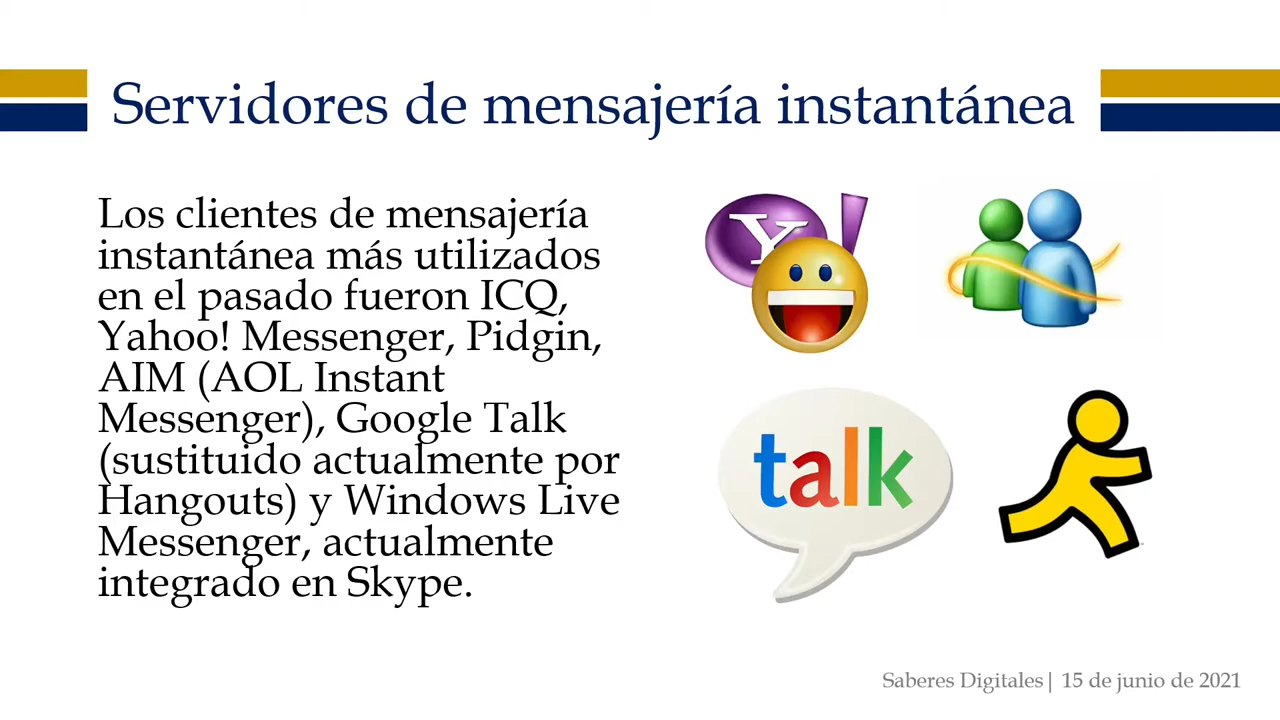 Servidores de mensajería instantánea
Los clientes de mensajería
instantánea más utilizados
en el pasado fueron ICQ,
Yahoo! Messenger, Pidgin,
AIM (AOL Instant
Messenger), Google Talk
(sustituido actualmente por
Hangouts) y Windows Live
Messenger, actualmente
integrado en Skype.
Y!
talk
Saberes Digitales| 15 de junio de 2021